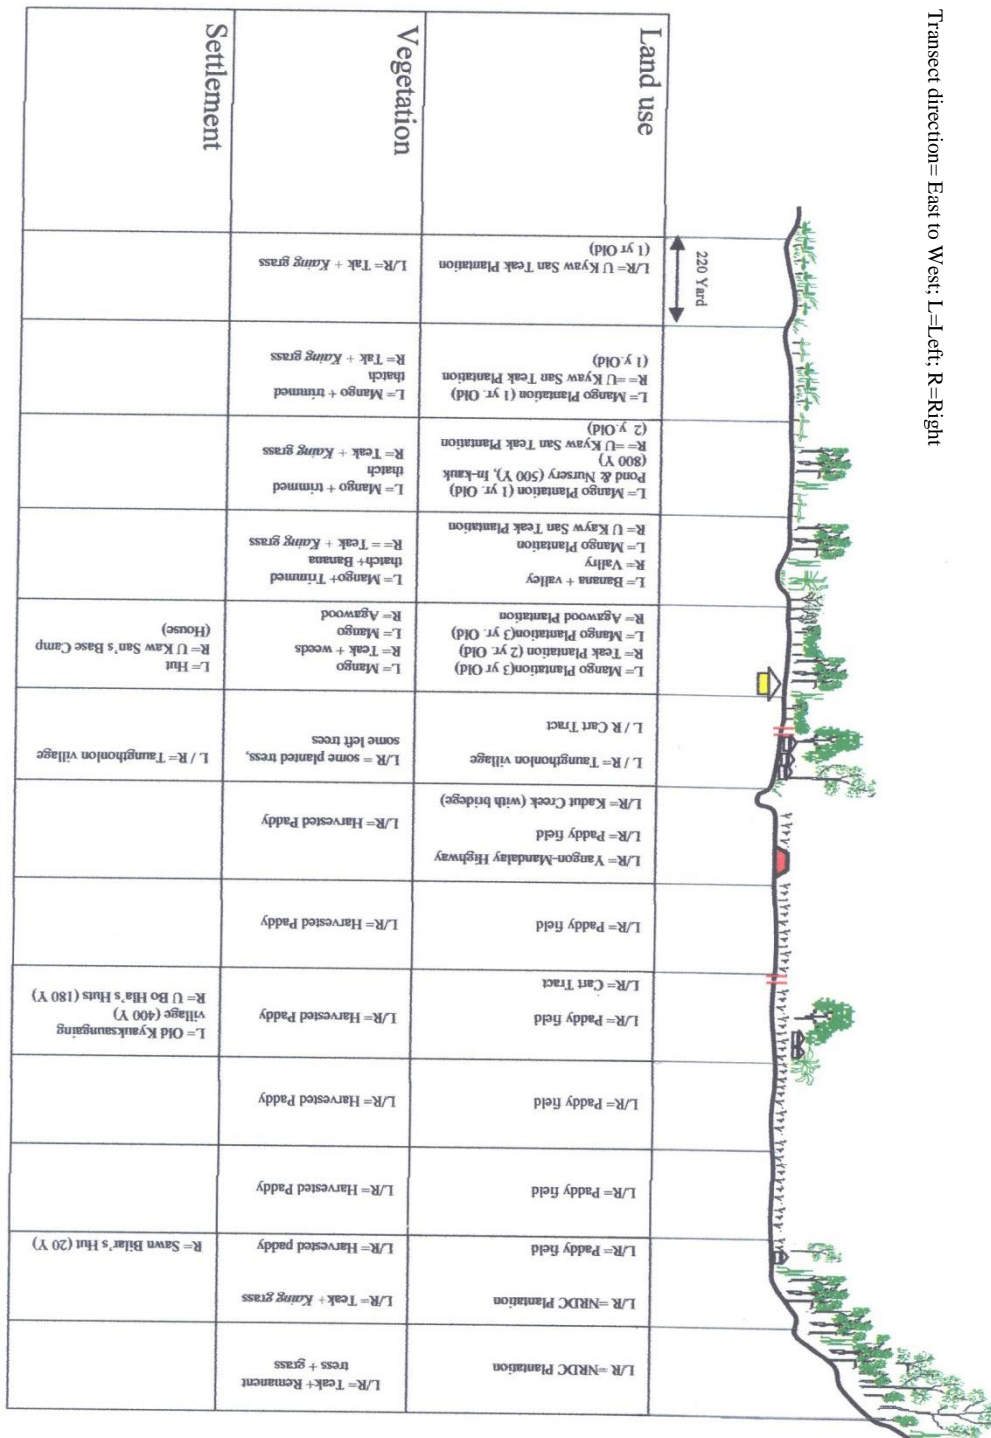 Transect direction= East to West; L=Left; R=Right
220 Yard
Land use
L/R= U Kyaw San Teak Plantation
(1 yr Old)
L= Mango Plantation (1 yr. Old)
R= =U Kyaw San Teak Plantation
(1 y.Old)
L= Mango Plantation (1 yr. Old)
Pond & Nursery (500 Y), In-kauk
(800 Y)
R= =U Kyaw San Teak Plantation
(2 y.Old)
L= Banana + valley
R= Vallry
L= Mango Plantation
R= U Kayw San Teak Plantation
L= Mango Plantation(3 yr Old)
R= Teak Plantation (2 yr. Old)
L= Mango Plantation(3 yr. Old)
R= Agawood Plantation
L / R= Taungthonlon village
L / R Cart Tract
L/R= Yangon-Mandalay Highway
L/R= Paddy field
L/R= Kadut Creek (with bridege)
L/R= Paddy field
L/R= Paddy field
L/R= Cart Tract
L/R= Paddy field
L/R= Paddy field
L/R =NRDC Plantation
L/R= Paddy field
L/R =NRDC Plantation
Vegetation
L/R= Tak + Kaing grass
L= Mango + trimmed
thatch
R= Tak + Kaing grass
L= Mango + trimmed
thatch
R= Teak + Kaing grass
L= Mango+ Trimmed
thatch+ Banana
R= = Teak + Kaing grass
L= Mango
R= Teak + weeds
L= Mango
R= Agawood
L/R = some planted tress,
some left trees
L/R= Harvested Paddy
L/R= Harvested Paddy
L/R= Harvested Paddy
L/R= Harvested Paddy
L/R= Harvested Paddy
L/R= Teak+ Kaing grass
L/R= Harvested paddy
L/R= Teak+ Remanent
tress + grass
Settlement
L= Hut
R= U Kaw San's Base Camp
(House)
L / R= Taungthonlon village
L= Old Kyauksaungaing
village (400 Y)
R= U Bo Hla's Huts (180 Y)
R= Sawn Bilar's Hut (20 Y)